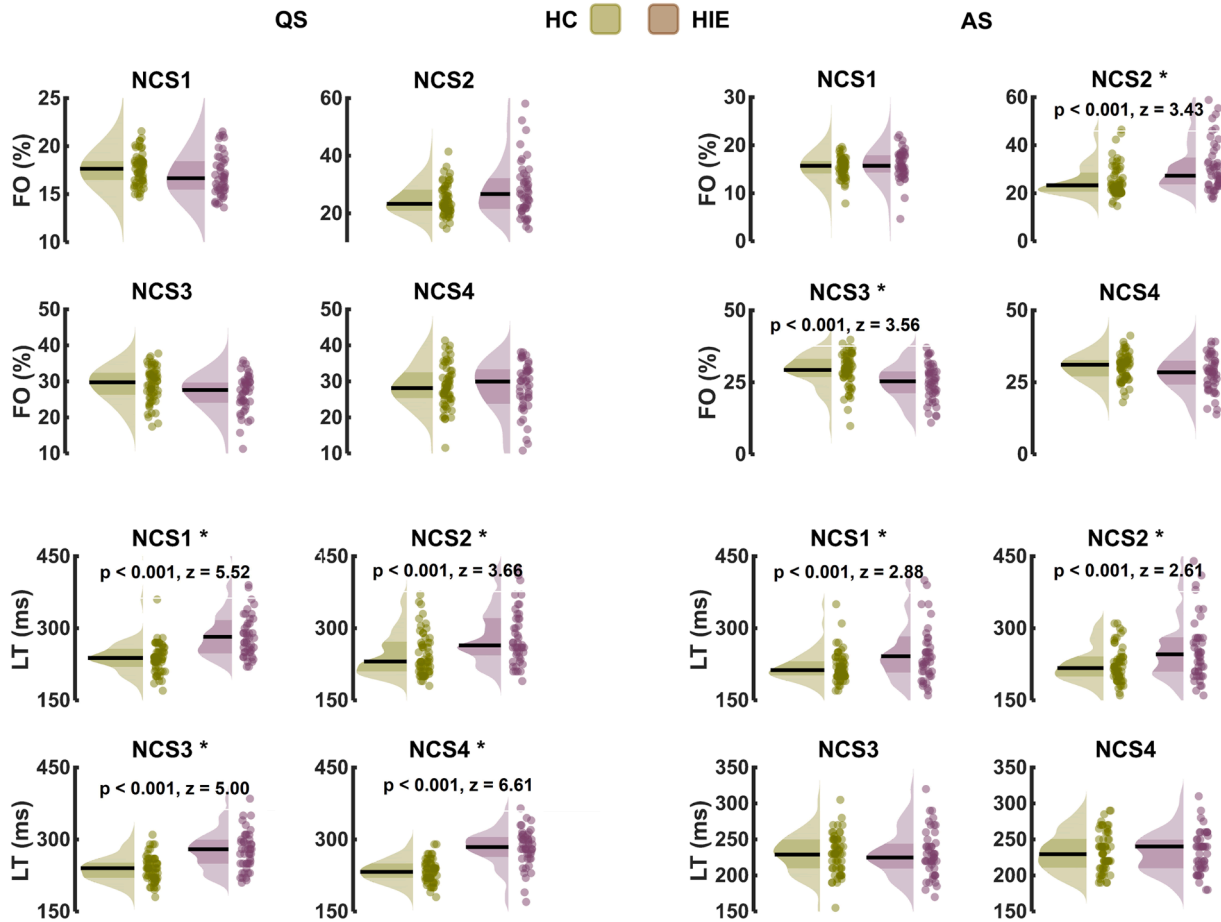 QS HC HIE AS
NCS1 NCS2 NCS1 NCS2 *
p < 0.001, z = 3.43
FO (%) FO (%)
25 20 15 10
60 40 20
30 20 10 0
60 40 20 0
NCS3 NCS4 NCS3 * NCS4
p < 0.001, z = 3.56
FO (%) FO (%)
50 40 30 20 10
50 40 30 20 10
50 25 0
50 25 0
NCS1 * NCS2 * NCS1 * NCS2 *
p < 0.001, z = 5.52 p < 0.001, z = 3.66 p < 0.001, z = 2.88 p < 0.001, z = 2.61
LT (ms) LT (ms)
450 300 150
450 300 150
450 300 150
450 300 150
NCS3 * NCS4 * NCS3 NCS4
p < 0.001, z = 5.00 p < 0.001, z = 6.61
LT (ms) LT (ms)
450 300 150
450 300 150
350 300 250 200 150
350 300 250 200 150